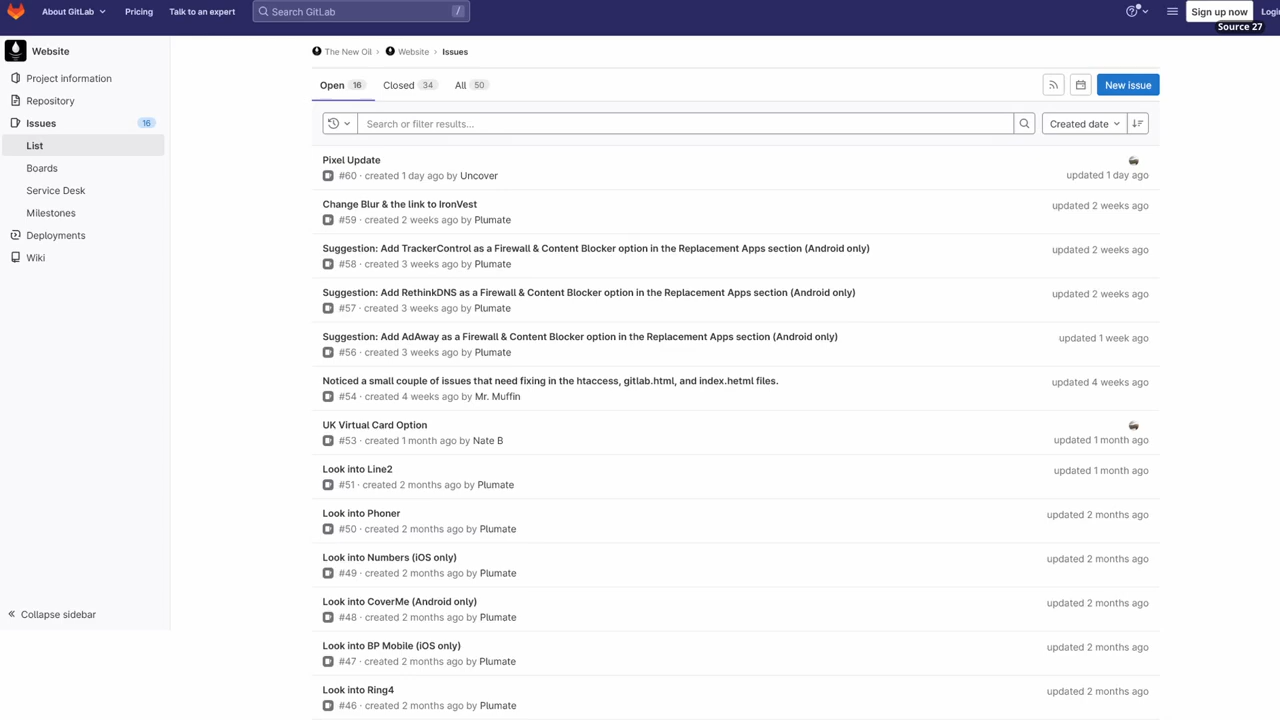 About GitLab
Pricing
Talk to an expert
Search GitLab
/
Sign up now
Source 27
Website
Project information
Repository
Issues 16
List
Boards
Service Desk
Milestones
Deployments
Wiki
Collapse sidebar
The New Oil › Website › Issues
Open 16
Closed 34
All 50
New issue
Search or filter results...
Created date
Pixel Update
#60 · created 1 day ago by Uncover
updated 1 day ago
Change Blur & the link to IronVest
#59 · created 2 weeks ago by Plumate
updated 2 weeks ago
Suggestion: Add TrackerControl as a Firewall & Content Blocker option in the Replacement Apps section (Android only)
#58 · created 3 weeks ago by Plumate
updated 2 weeks ago
Suggestion: Add RethinkDNS as a Firewall & Content Blocker option in the Replacement Apps section (Android only)
#57 · created 3 weeks ago by Plumate
updated 2 weeks ago
Suggestion: Add AdAway as a Firewall & Content Blocker option in the Replacement Apps section (Android only)
#56 · created 3 weeks ago by Plumate
updated 1 week ago
Noticed a small couple of issues that need fixing in the htaccess, gitlab.html, and index.hetml files.
#54 · created 4 weeks ago by Mr. Muffin
updated 4 weeks ago
UK Virtual Card Option
#53 · created 1 month ago by Nate B
updated 1 month ago
Look into Line2
#51 · created 2 months ago by Plumate
updated 1 month ago
Look into Phoner
#50 · created 2 months ago by Plumate
updated 2 months ago
Look into Numbers (iOS only)
#49 · created 2 months ago by Plumate
updated 2 months ago
Look into CoverMe (Android only)
#48 · created 2 months ago by Plumate
updated 2 months ago
Look into BP Mobile (iOS only)
#47 · created 2 months ago by Plumate
updated 2 months ago
Look into Ring4
#46 · created 2 months ago by Plumate
updated 2 months ago